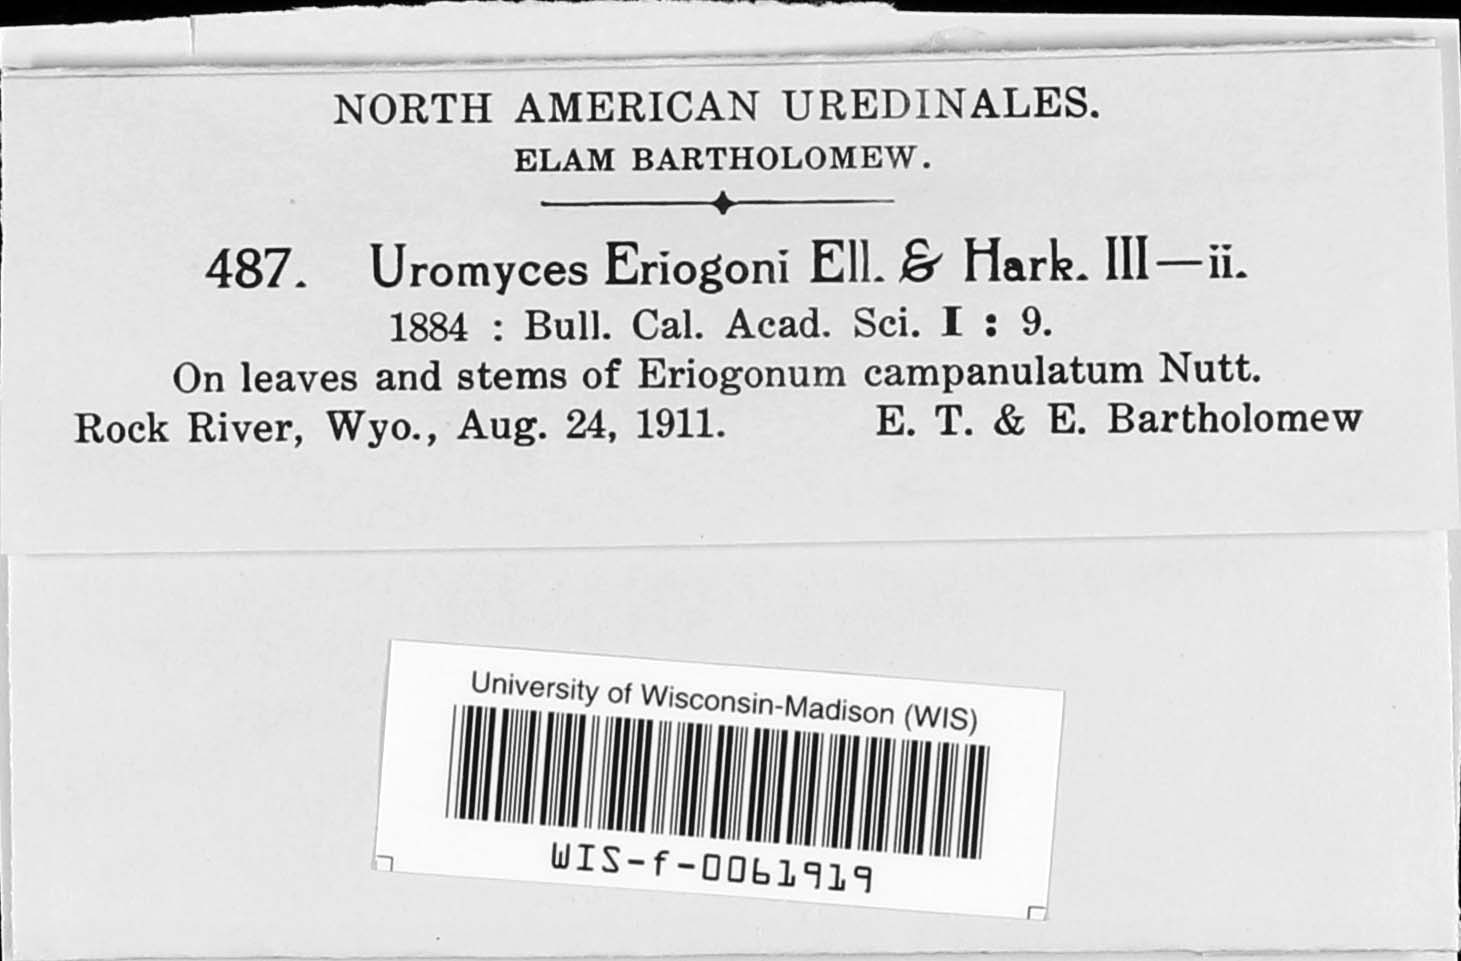 NORTH AMERICAN UREDINALES.
ELAM BARTHOLOMEW.
487. Uromyces Eriogoni Ell. & Hark. III—ii.
1884 : Bull. Cal. Acad. Sci. I : 9.
On leaves and stems of Eriogonum campanulatum Nutt.
Rock River, Wyo., Aug. 24, 1911. E. T. & E. Bartholomew
University of Wisconsin-Madison (WIS)
WIS-f-0061919